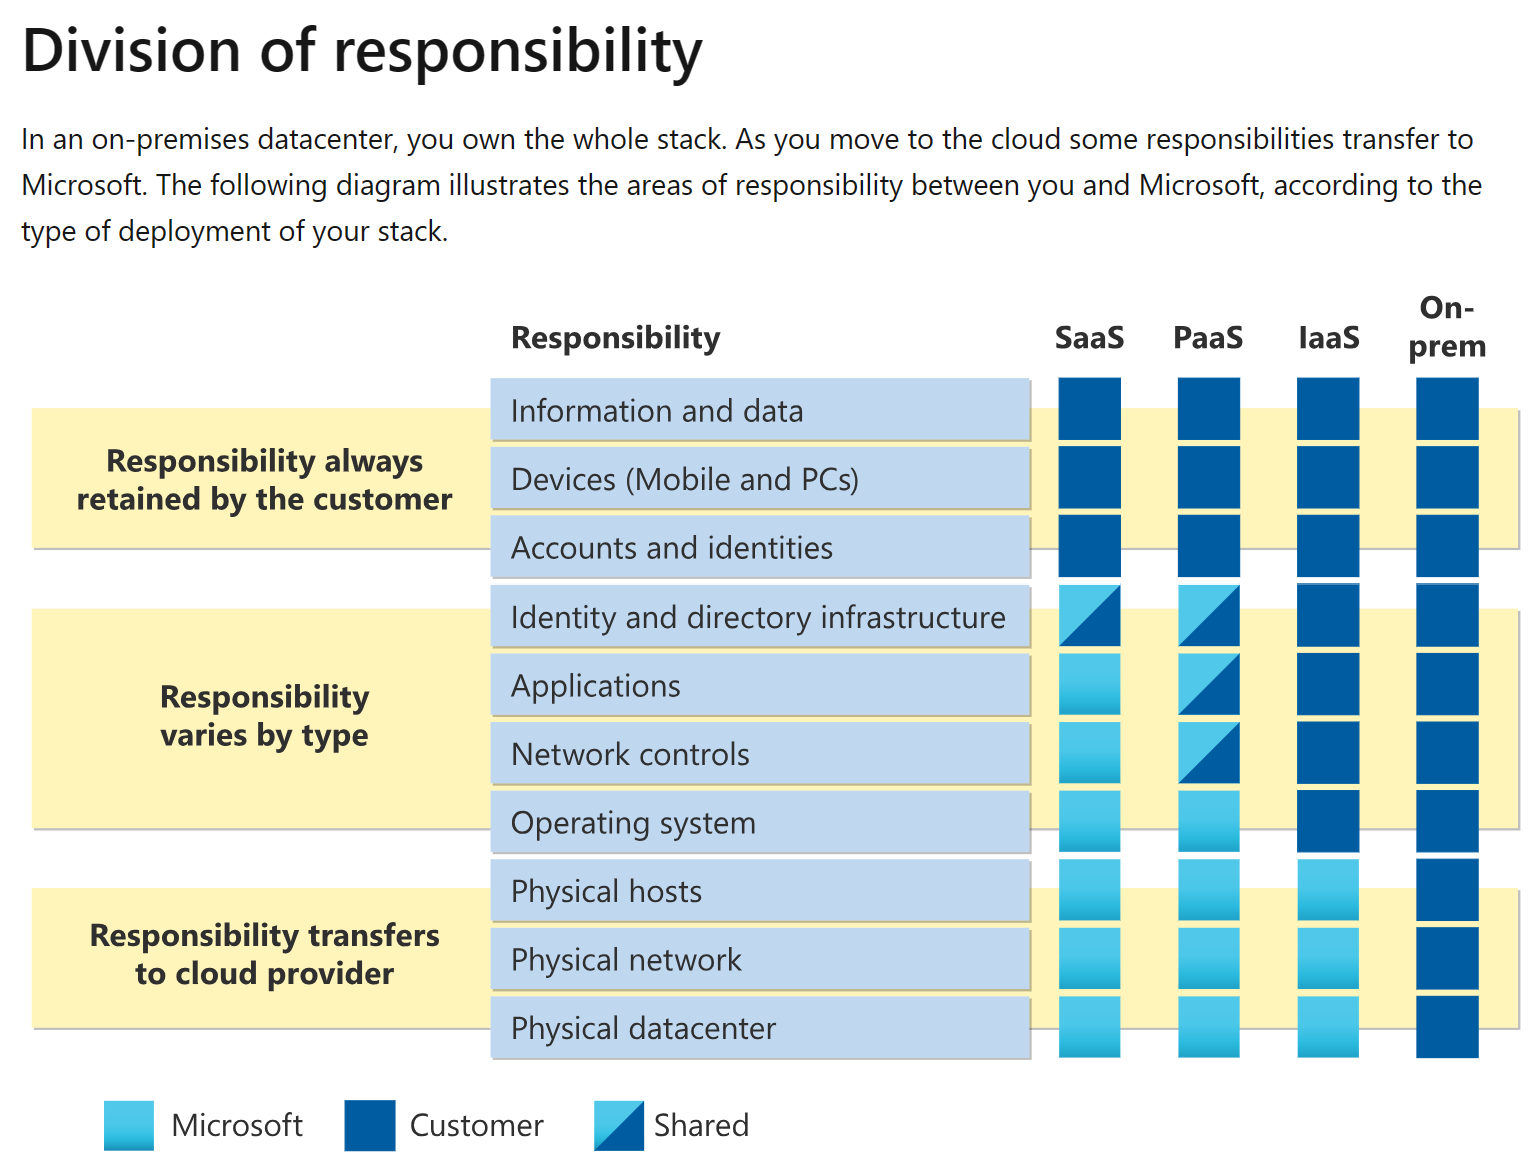 Division of responsibility
In an on-premises datacenter, you own the whole stack. As you move to the cloud some responsibilities transfer to
Microsoft. The following diagram illustrates the areas of responsibility between you and Microsoft, according to the
type of deployment of your stack.
Responsibility SaaS PaaS IaaS On-
prem
Responsibility always
retained by the customer
Information and data
Devices (Mobile and PCs)
Accounts and identities
Responsibility
varies by type
Identity and directory infrastructure
Applications
Network controls
Operating system
Responsibility transfers
to cloud provider
Physical hosts
Physical network
Physical datacenter
Microsoft Customer Shared